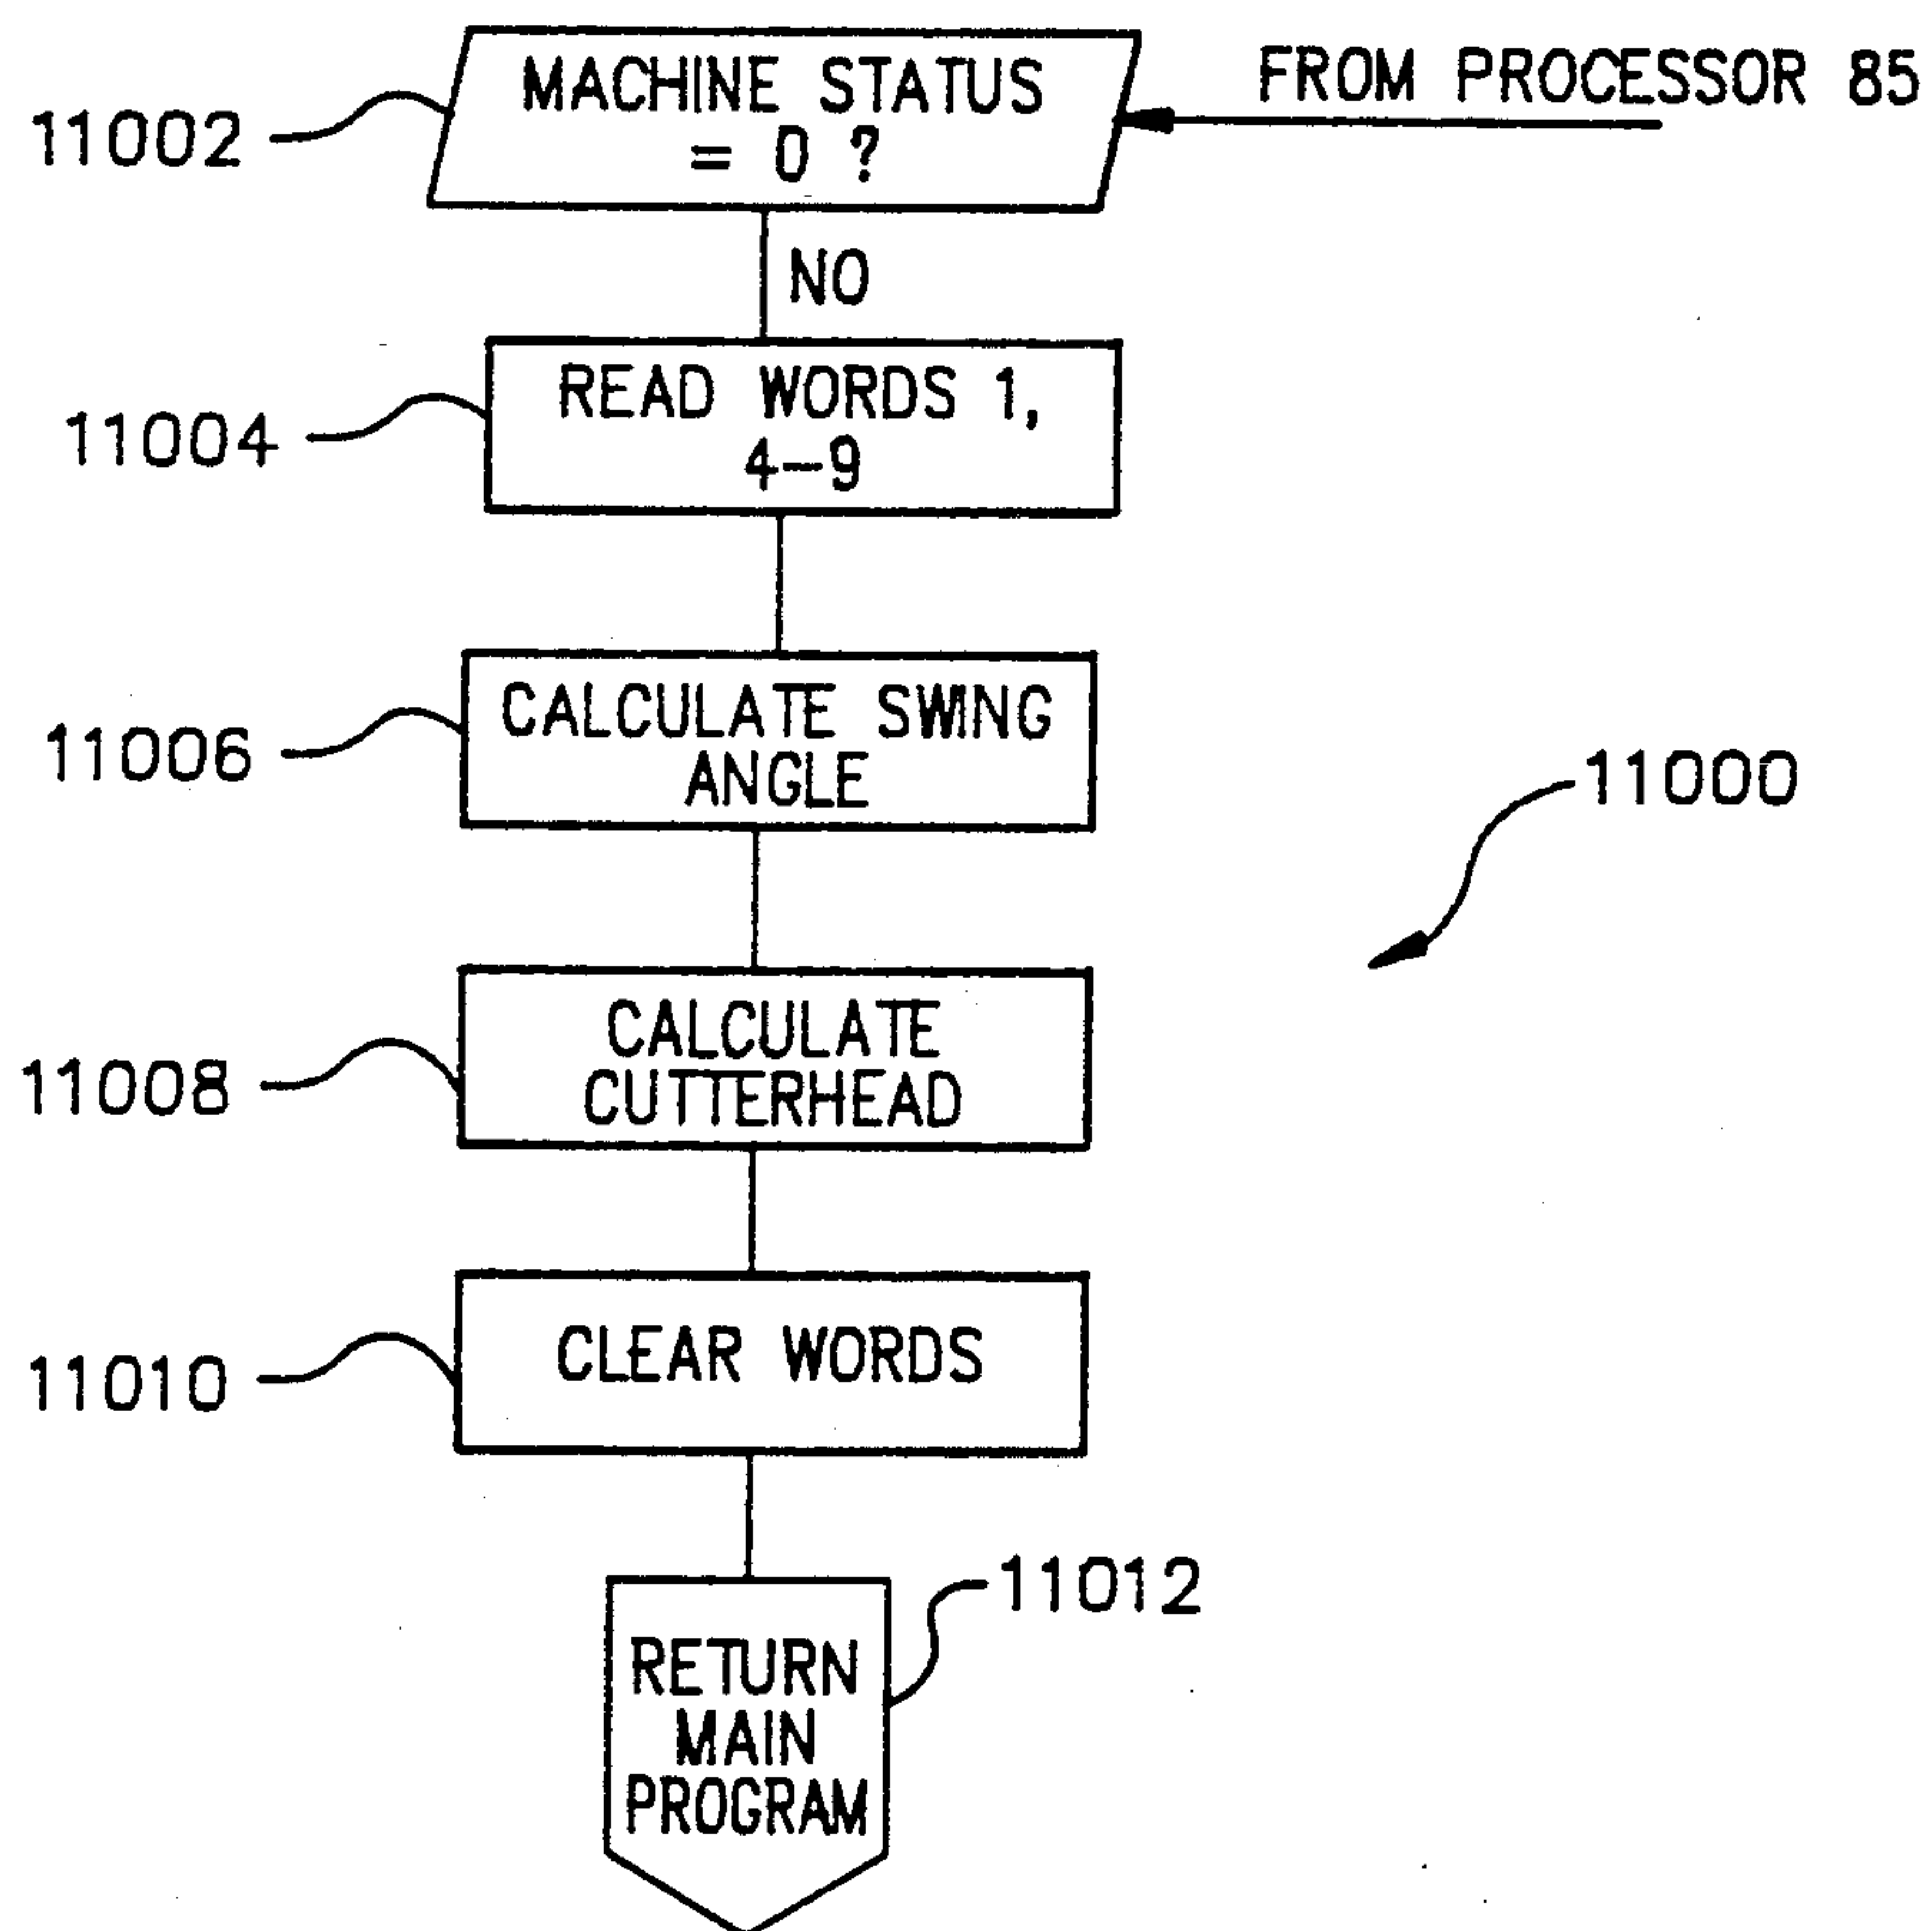 MACHINE STATUS
= 0 ?
FROM PROCESSOR 85
11002
NO
READ WORDS 1,
4-9
11004
CALCULATE SWING
ANGLE
11006
11000
CALCULATE
CUTTERHEAD
11008
CLEAR WORDS
11010
RETURN
MAIN
PROGRAM
11012